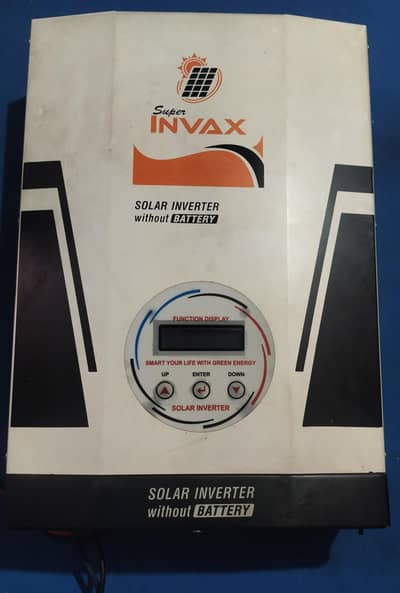 Super
INVAX
SOLAR INVERTER
without BATTERY
FUNCTION DISPLAY
SMART YOUR LIFE WITH GREEN ENERGY
UP ENTER DOWN
SOLAR INVERTER
SOLAR INVERTER
without BATTERY